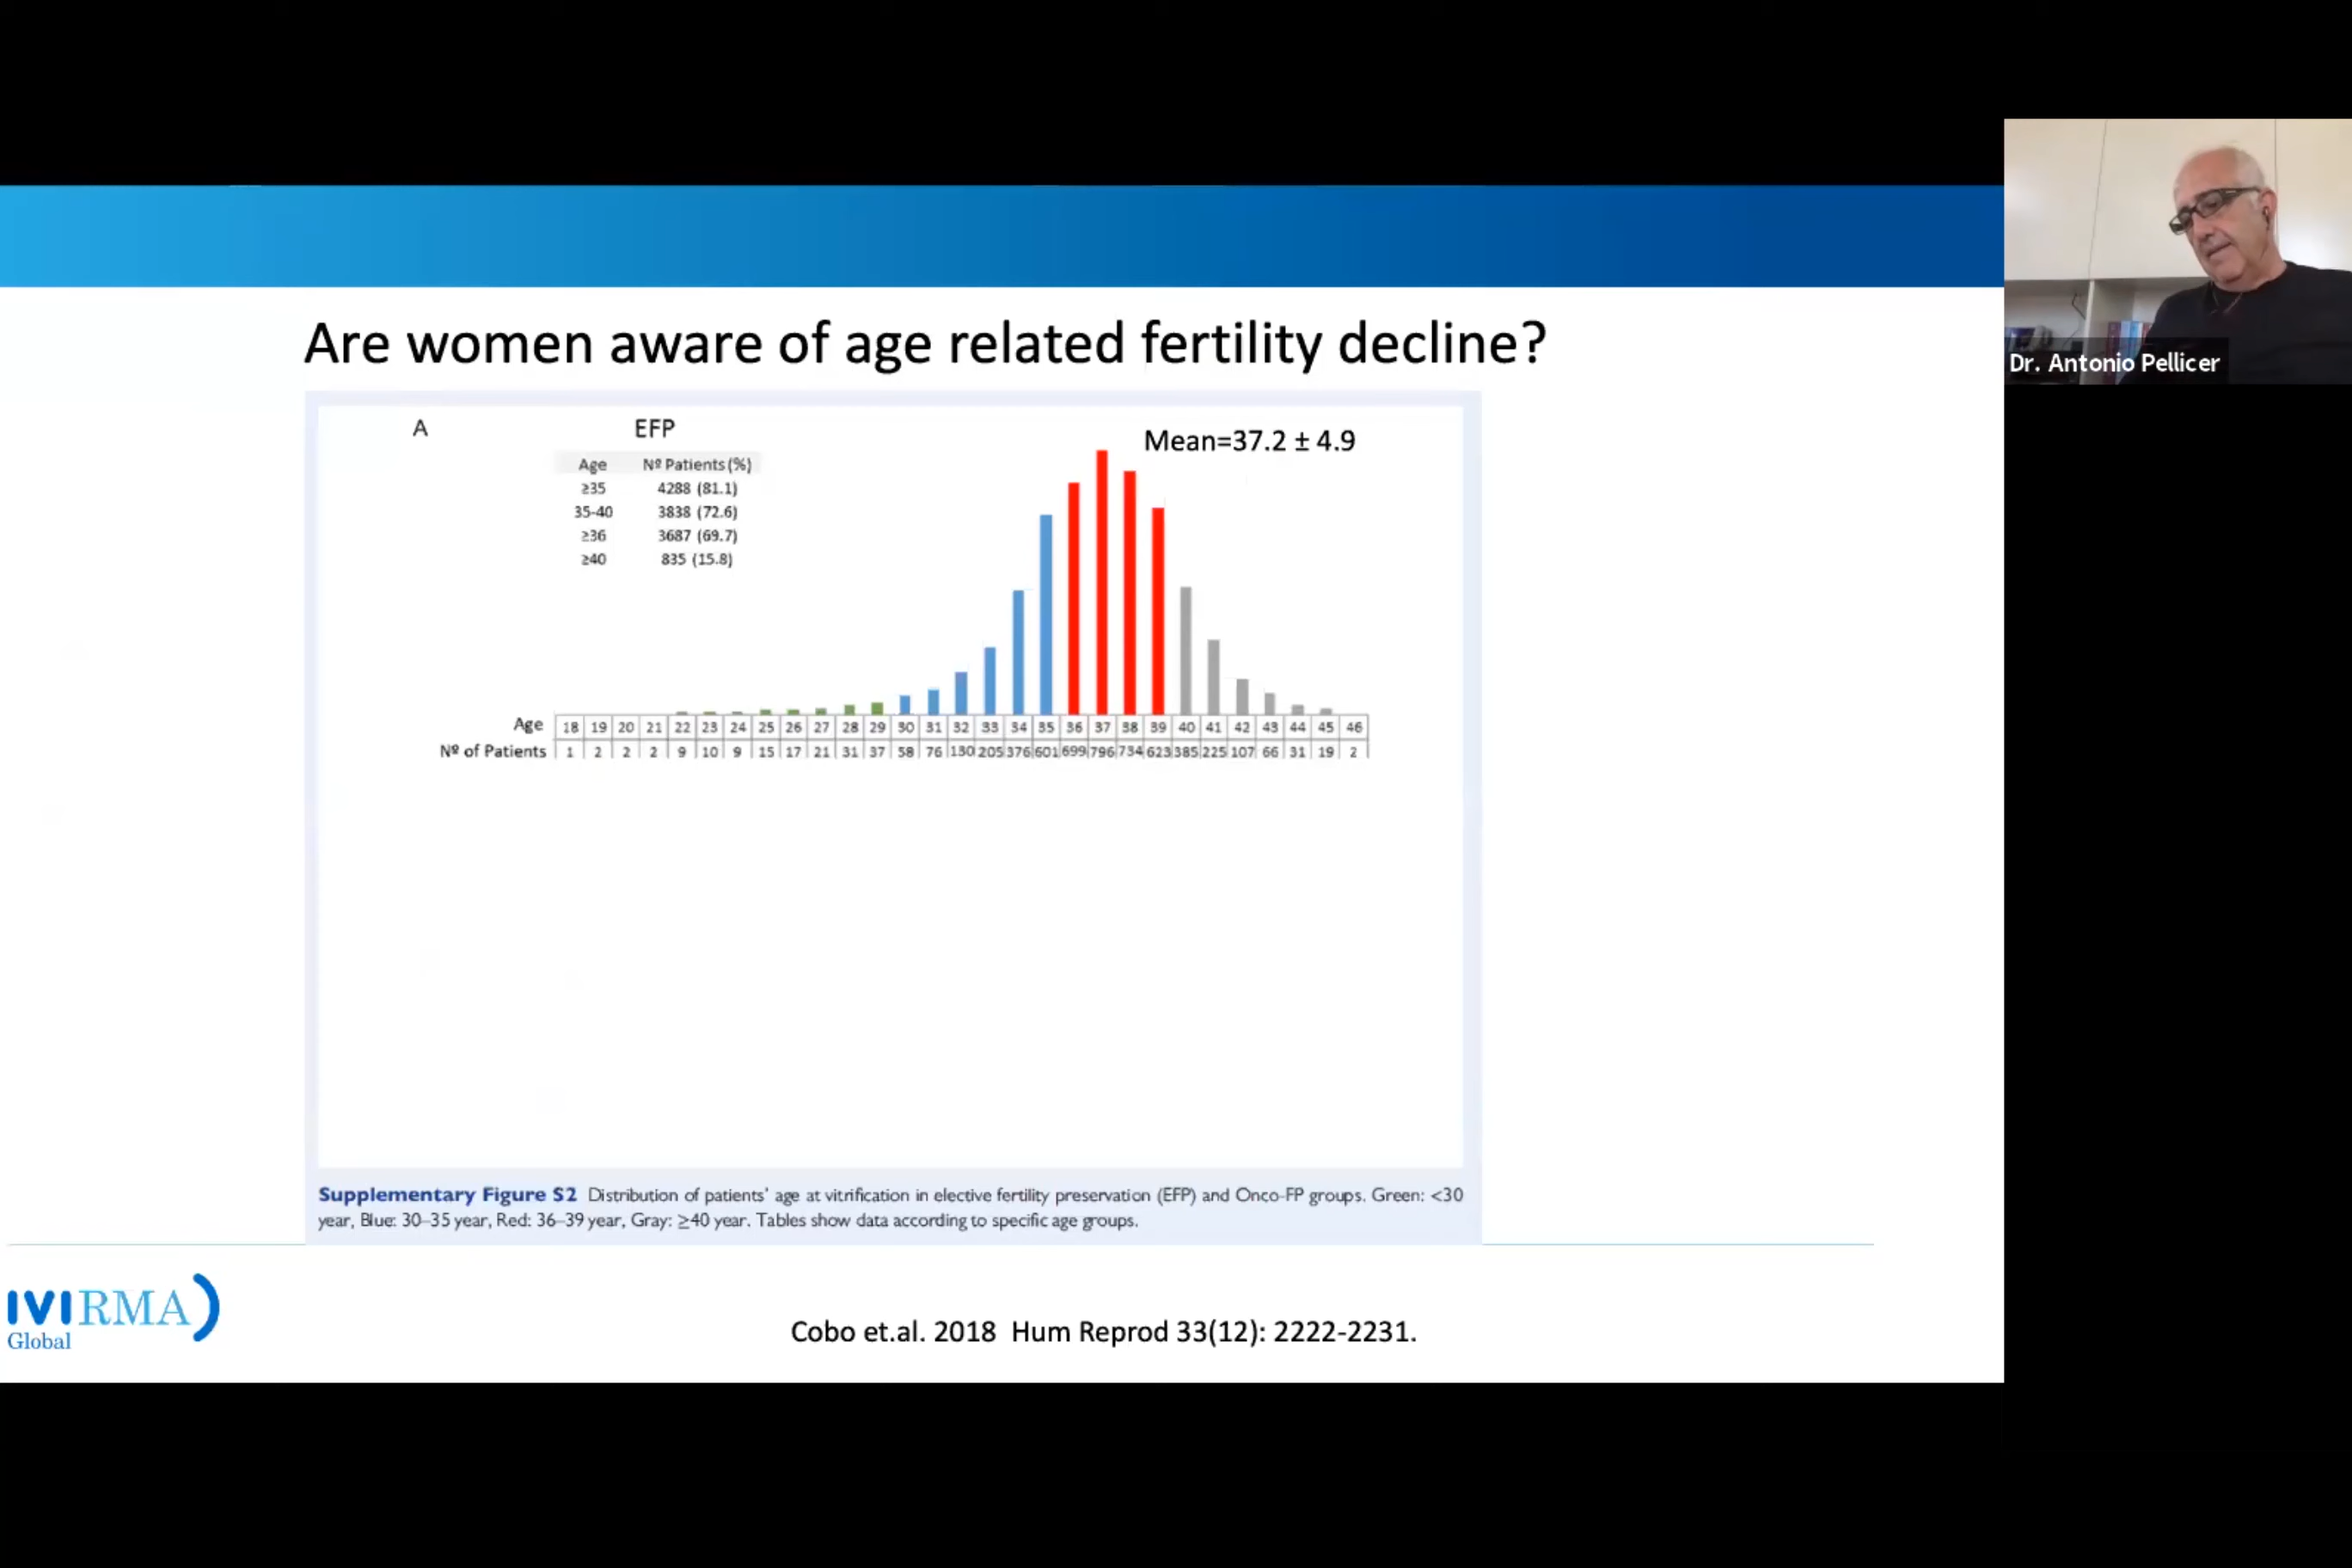 Dr. Antonio Pellicer
Are women aware of age related fertility decline?
A
EFP
Mean=37.2 ± 4.9
Age Nº Patients (%)
≥35 4288 (81.1)
35-40 3838 (72.6)
≥36 3687 (69.7)
≥40 835 (15.8)
Age 18 19 20 21 22 23 24 25 26 27 28 29 30 31 32 33 34 35 36 37 38 39 40 41 42 43 44 45 46
Nº of Patients 1 2 2 2 9 10 9 15 17 21 31 37 58 76 130 205 376 601 699 796 734 623 385 225 107 66 31 19 2
Supplementary Figure S2 Distribution of patients' age at vitrification in elective fertility preservation (EFP) and Onco-FP groups. Green: <30
year, Blue: 30–35 year, Red: 36–39 year, Gray: ≥40 year. Tables show data according to specific age groups.
IVIRMA
Global
Cobo et.al. 2018 Hum Reprod 33(12): 2222-2231.